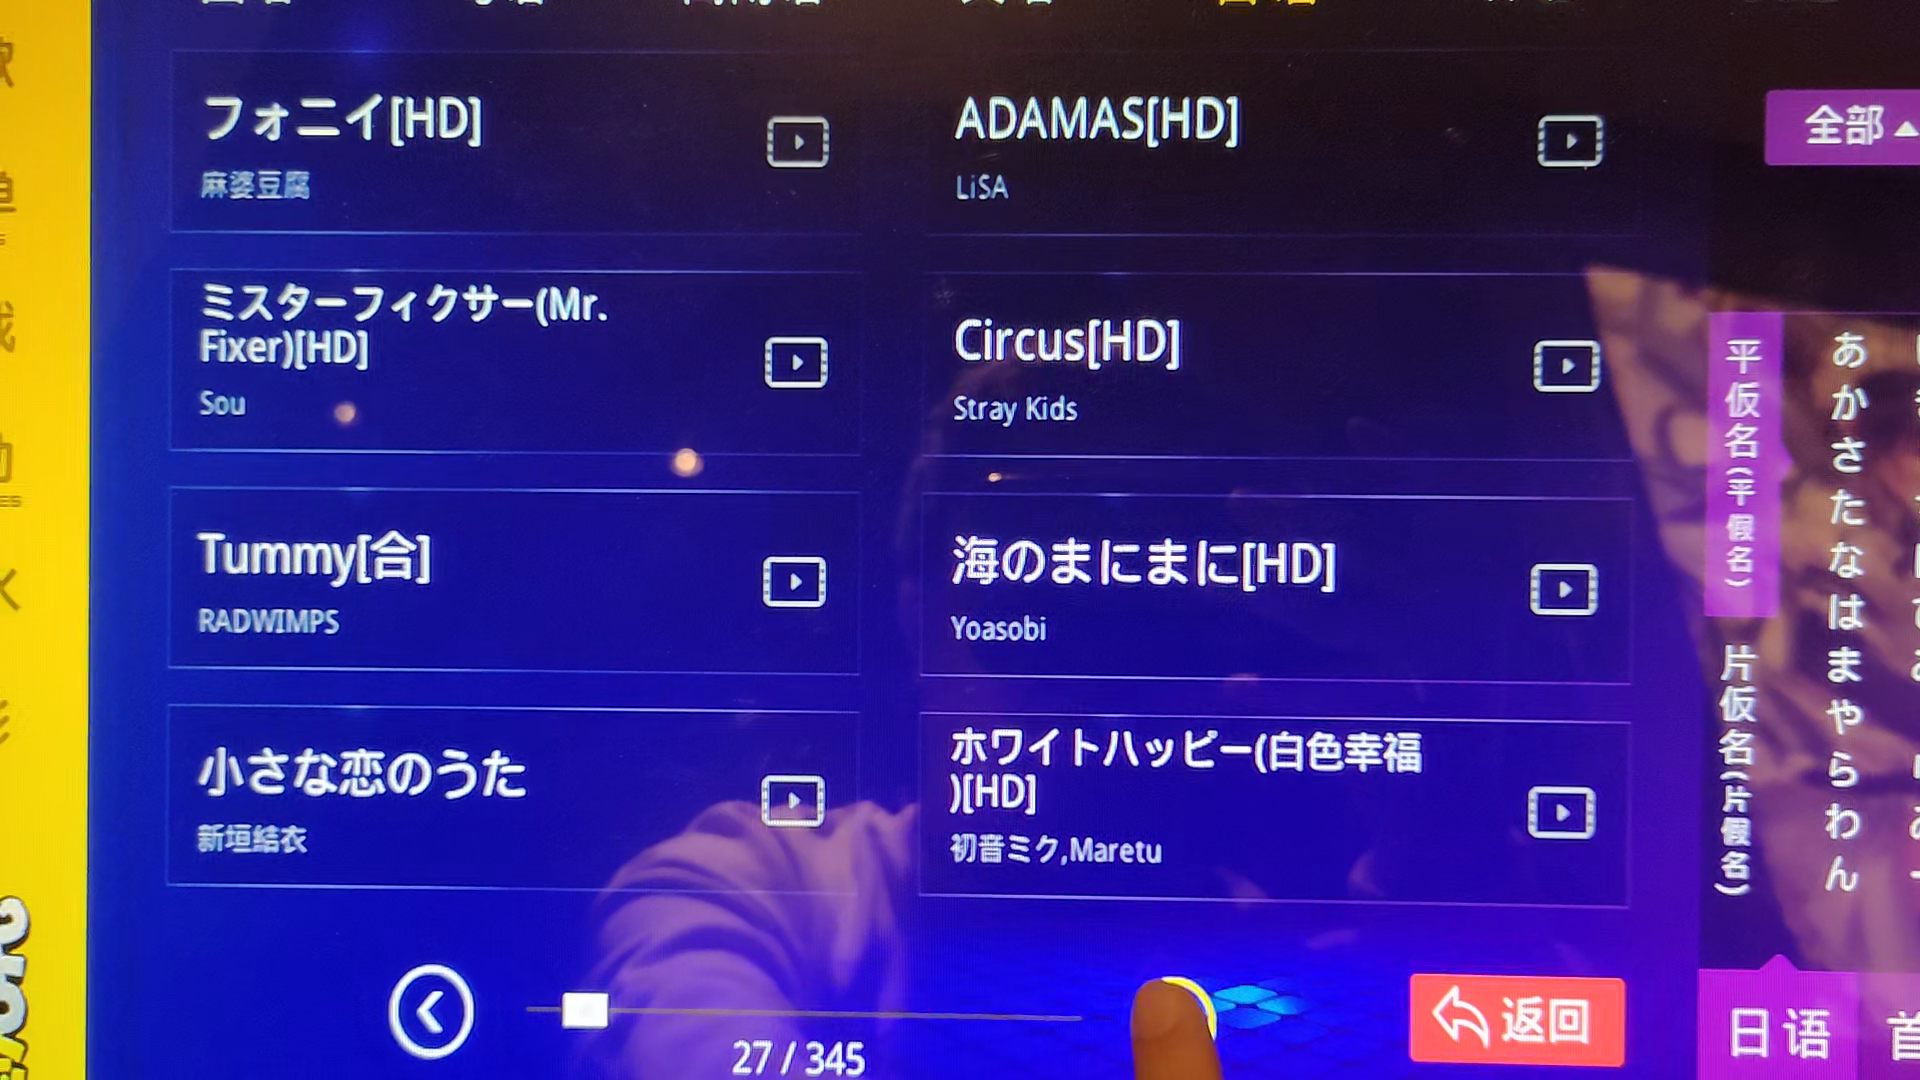 日语
全部▲
フォニイ[HD]
麻婆豆腐
ADAMAS[HD]
LiSA
ミスターフィクサー(Mr.
Fixer)[HD]
Sou
Circus[HD]
Stray Kids
Tummy[合]
RADWIMPS
海のまにまに[HD]
Yoasobi
小さな恋のうた
新垣結衣
ホワイトハッピー(白色幸福
)[HD]
初音ミク,Maretu
平仮名(平假名)
片仮名(片假名)
あかさたなはまやらわん
27 / 345
返回
日语